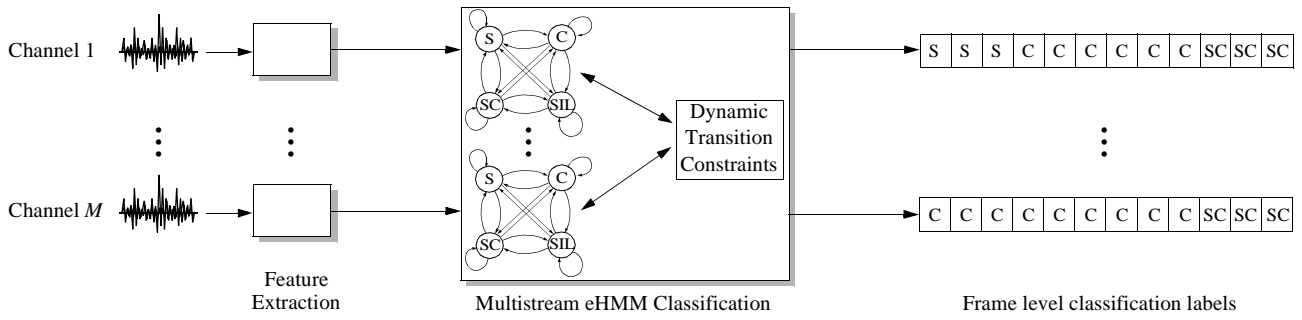 Channel 1
S C
SC SIL
S S S C C C C C C SC SC SC
Dynamic
Transition
Constraints
Channel M
S C
SC SIL
C C C C C C C C C SC SC SC
Feature
Extraction
Multistream eHMM Classification
Frame level classification labels